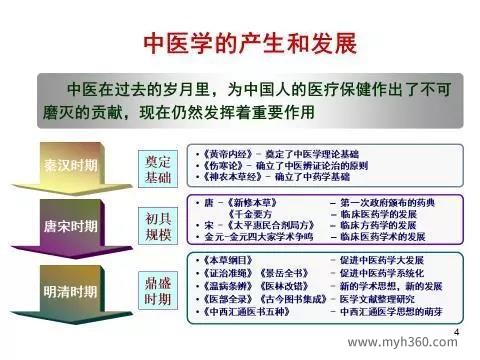 中医学的产生和发展
中医在过去的岁月里，为中国人的医疗保健作出了不可
磨灭的贡献，现在仍然发挥着重要作用
秦汉时期
奠定
基础
•《黄帝内经》- 奠定了中医学理论基础
•《伤寒论》- 确立了中医辨证论治的原则
•《神农本草经》- 确立了中药学基础
唐宋时期
初具
规模
• 唐 -《新修本草》 - 第一次政府颁布的药典
《千金要方 - 临床医药学的发展
• 宋 -《太平惠民合剂局方》 - 临床方药学的发展
• 金元-金元四大家学术争鸣 - 临床医药学术的发展
明清时期
鼎盛
时期
•《本草纲目》 - 促进中医药学大发展
•《证治准绳》《景岳全书》 - 促进中医药学系统化
•《温病条辨》《医林改错》 - 新的学术思想，新的发展
•《医部全录》《古今图书集成》- 医学文献整理研究
•《中西汇通医书五种》 - 中西汇通医学思想的萌芽
4
www.myh360.com